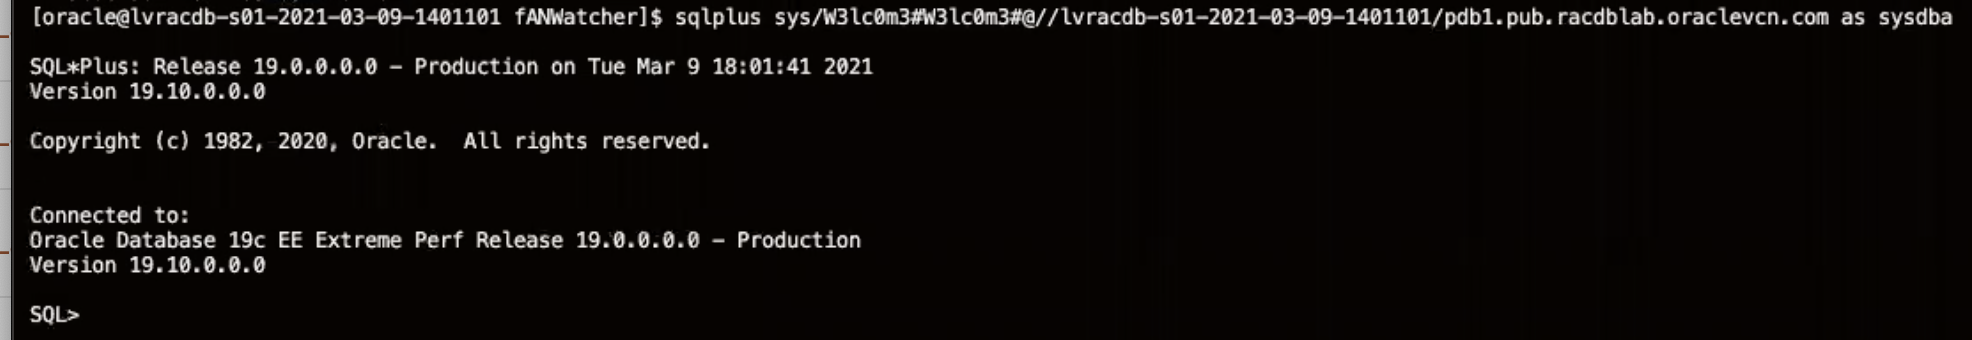 [oracle@lvracdb-s01-2021-03-09-1401101 fANWatcher]$ sqlplus sys/W3lc0m3#W3lc0m3#@//lvracdb-s01-2021-03-09-1401101/pdb1.pub.racdblab.oraclevcn.com as sysdba
SQL*Plus: Release 19.0.0.0.0 – Production on Tue Mar 9 18:01:41 2021
Version 19.10.0.0.0
Copyright (c) 1982, 2020, Oracle.  All rights reserved.
Connected to:
Oracle Database 19c EE Extreme Perf Release 19.0.0.0.0 – Production
Version 19.10.0.0.0
SQL>